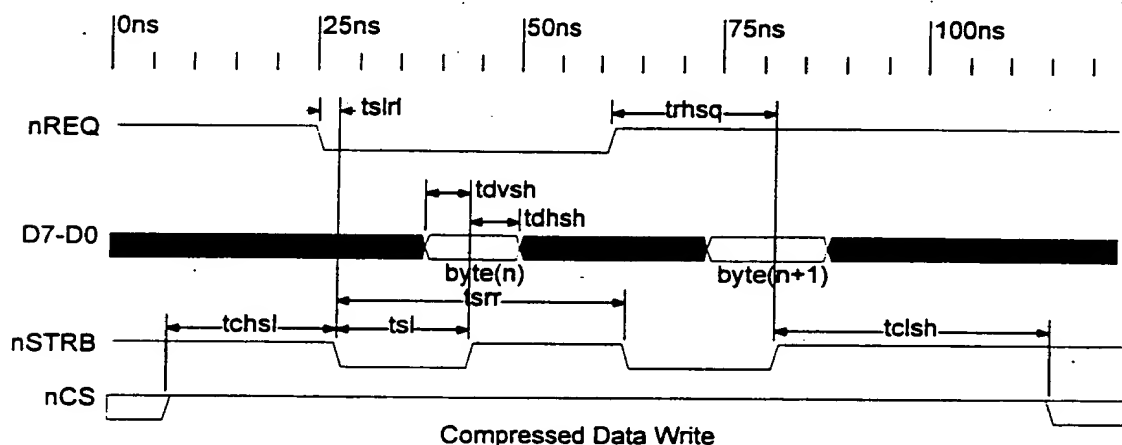 0ns 25ns 50ns 75ns 100ns
tslrl trhsq
nREQ
tdvsh
tdhsh
D7-D0
byte(n) byte(n+1)
tsrr
tchsl tsl tclsh
nSTRB
nCS
Compressed Data Write